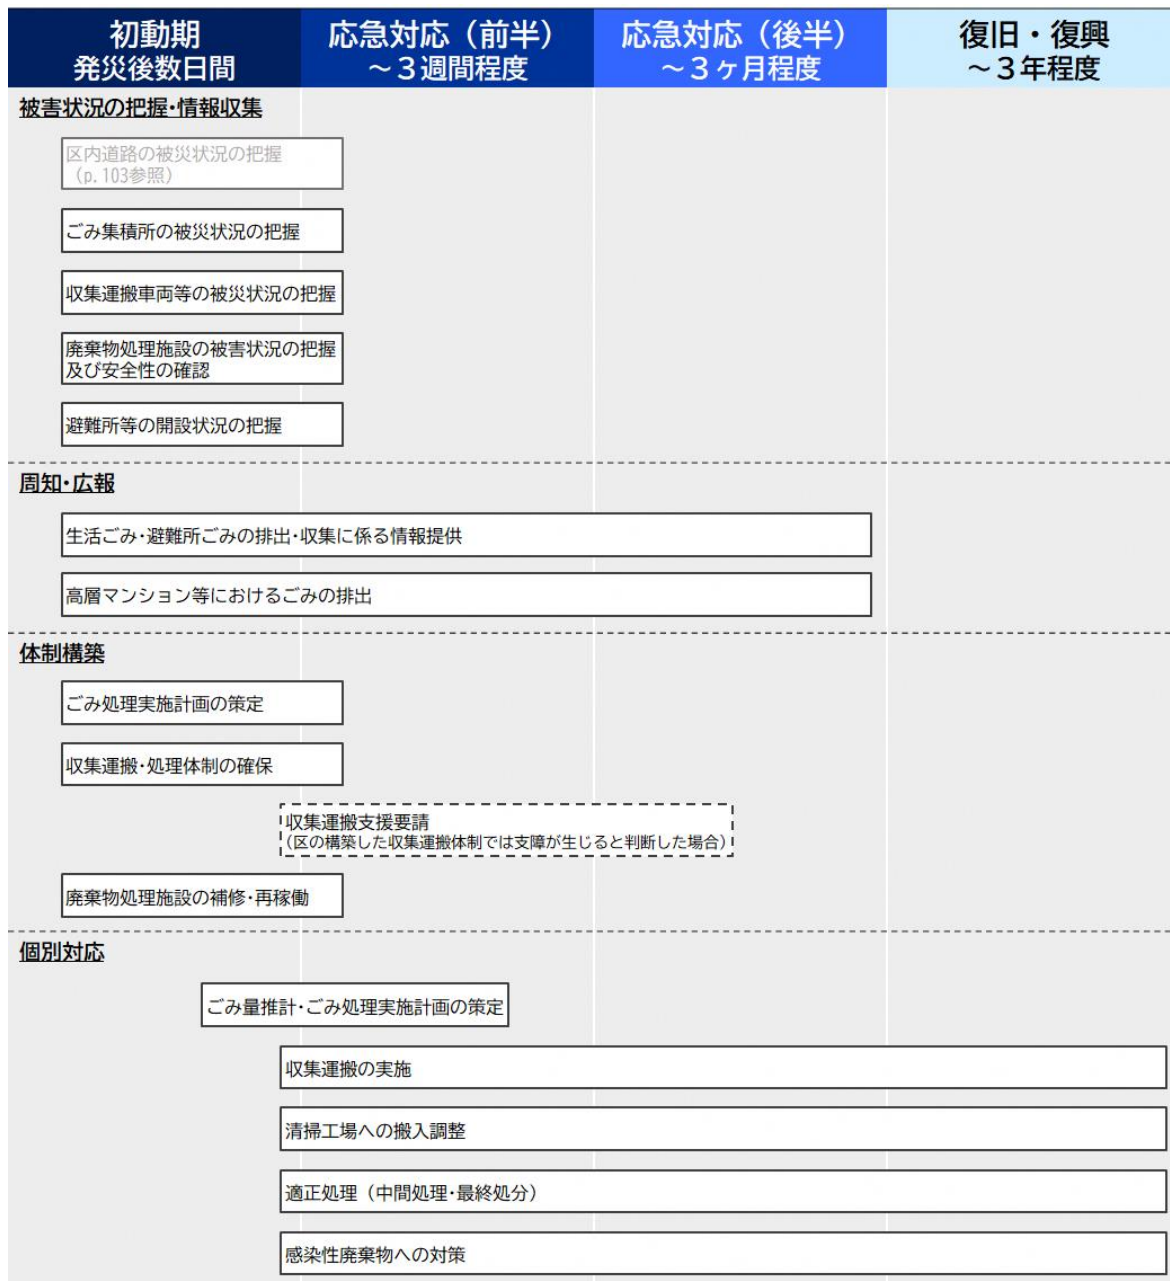 初動期
発災後数日間
応急対応（前半）
～３週間程度
応急対応（後半）
～３ヶ月程度
復旧・復興
～３年程度
被害状況の把握・情報収集
区内道路の被災状況の把握
（p.103参照）
ごみ集積所の被災状況の把握
収集運搬車両等の被災状況の把握
廃棄物処理施設の被害状況の把握
及び安全性の確認
避難所等の開設状況の把握
周知・広報
生活ごみ・避難所ごみの排出・収集に係る情報提供
高層マンション等におけるごみの排出
体制構築
ごみ処理実施計画の策定
収集運搬・処理体制の確保
収集運搬支援要請
（区の構築した収集運搬体制では支障が生じると判断した場合）
廃棄物処理施設の補修・再稼働
個別対応
ごみ量推計・ごみ処理実施計画の策定
収集運搬の実施
清掃工場への搬入調整
適正処理（中間処理・最終処分）
感染性廃棄物への対策